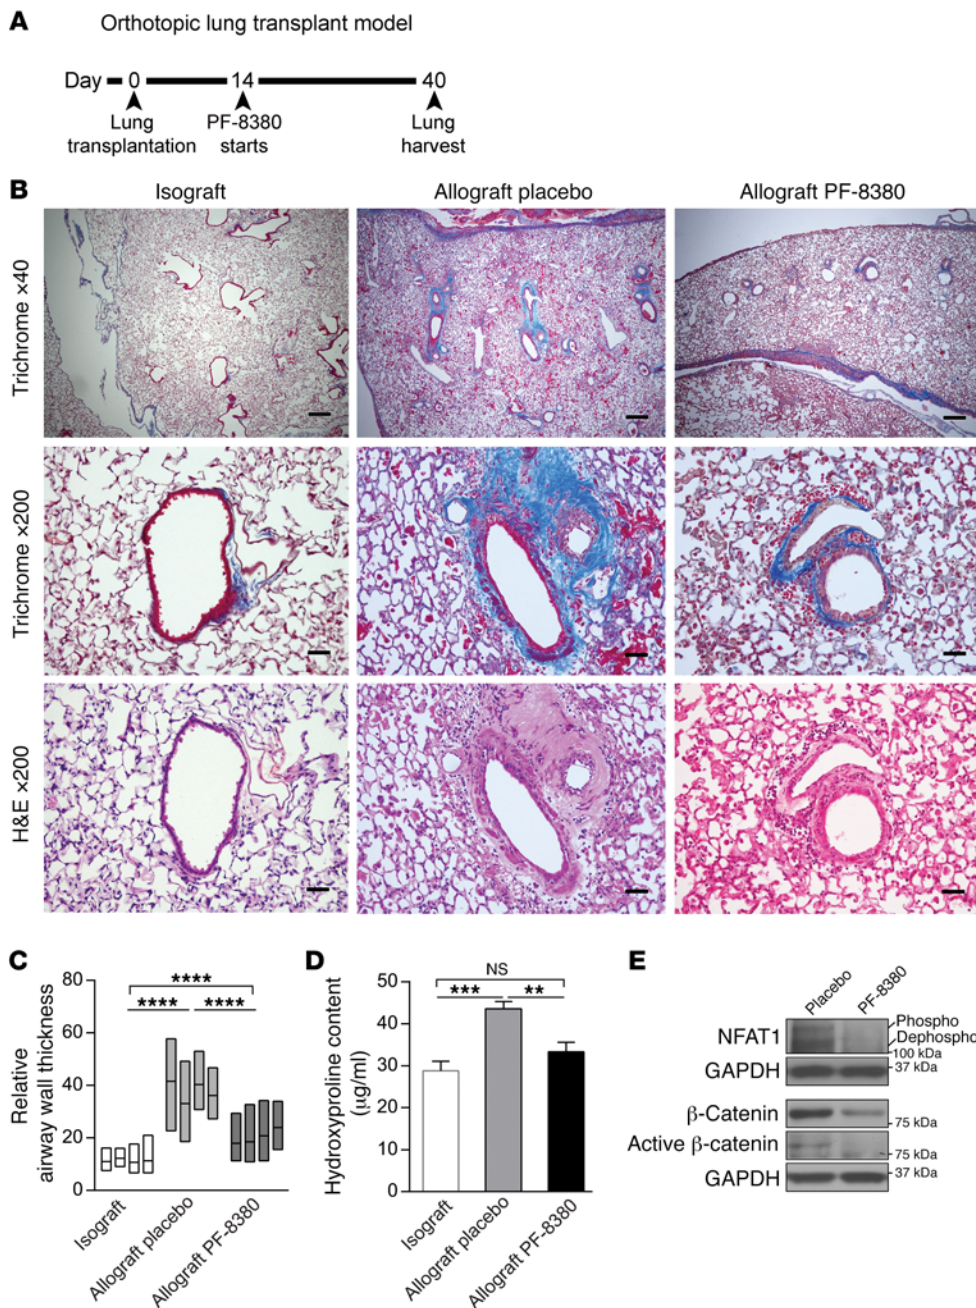 A
Orthotopic lung transplant model
Day 0 14 40
Lung transplantation
PF-8380 starts
Lung harvest
B
Isograft
Allograft placebo
Allograft PF-8380
Trichrome ×40
Trichrome ×200
H&E ×200
C
Relative
airway wall thickness
80
60
40
20
0
****
****
****
Isograft
Allograft placebo
Allograft PF-8380
D
Hydroxyproline content
(μg/ml)
50
40
30
20
10
0
NS
***
**
Isograft
Allograft placebo
Allograft PF-8380
E
Placebo
PF-8380
NFAT1
Phospho
Dephospho
100 kDa
GAPDH
37 kDa
β-Catenin
75 kDa
Active β-catenin
75 kDa
GAPDH
37 kDa